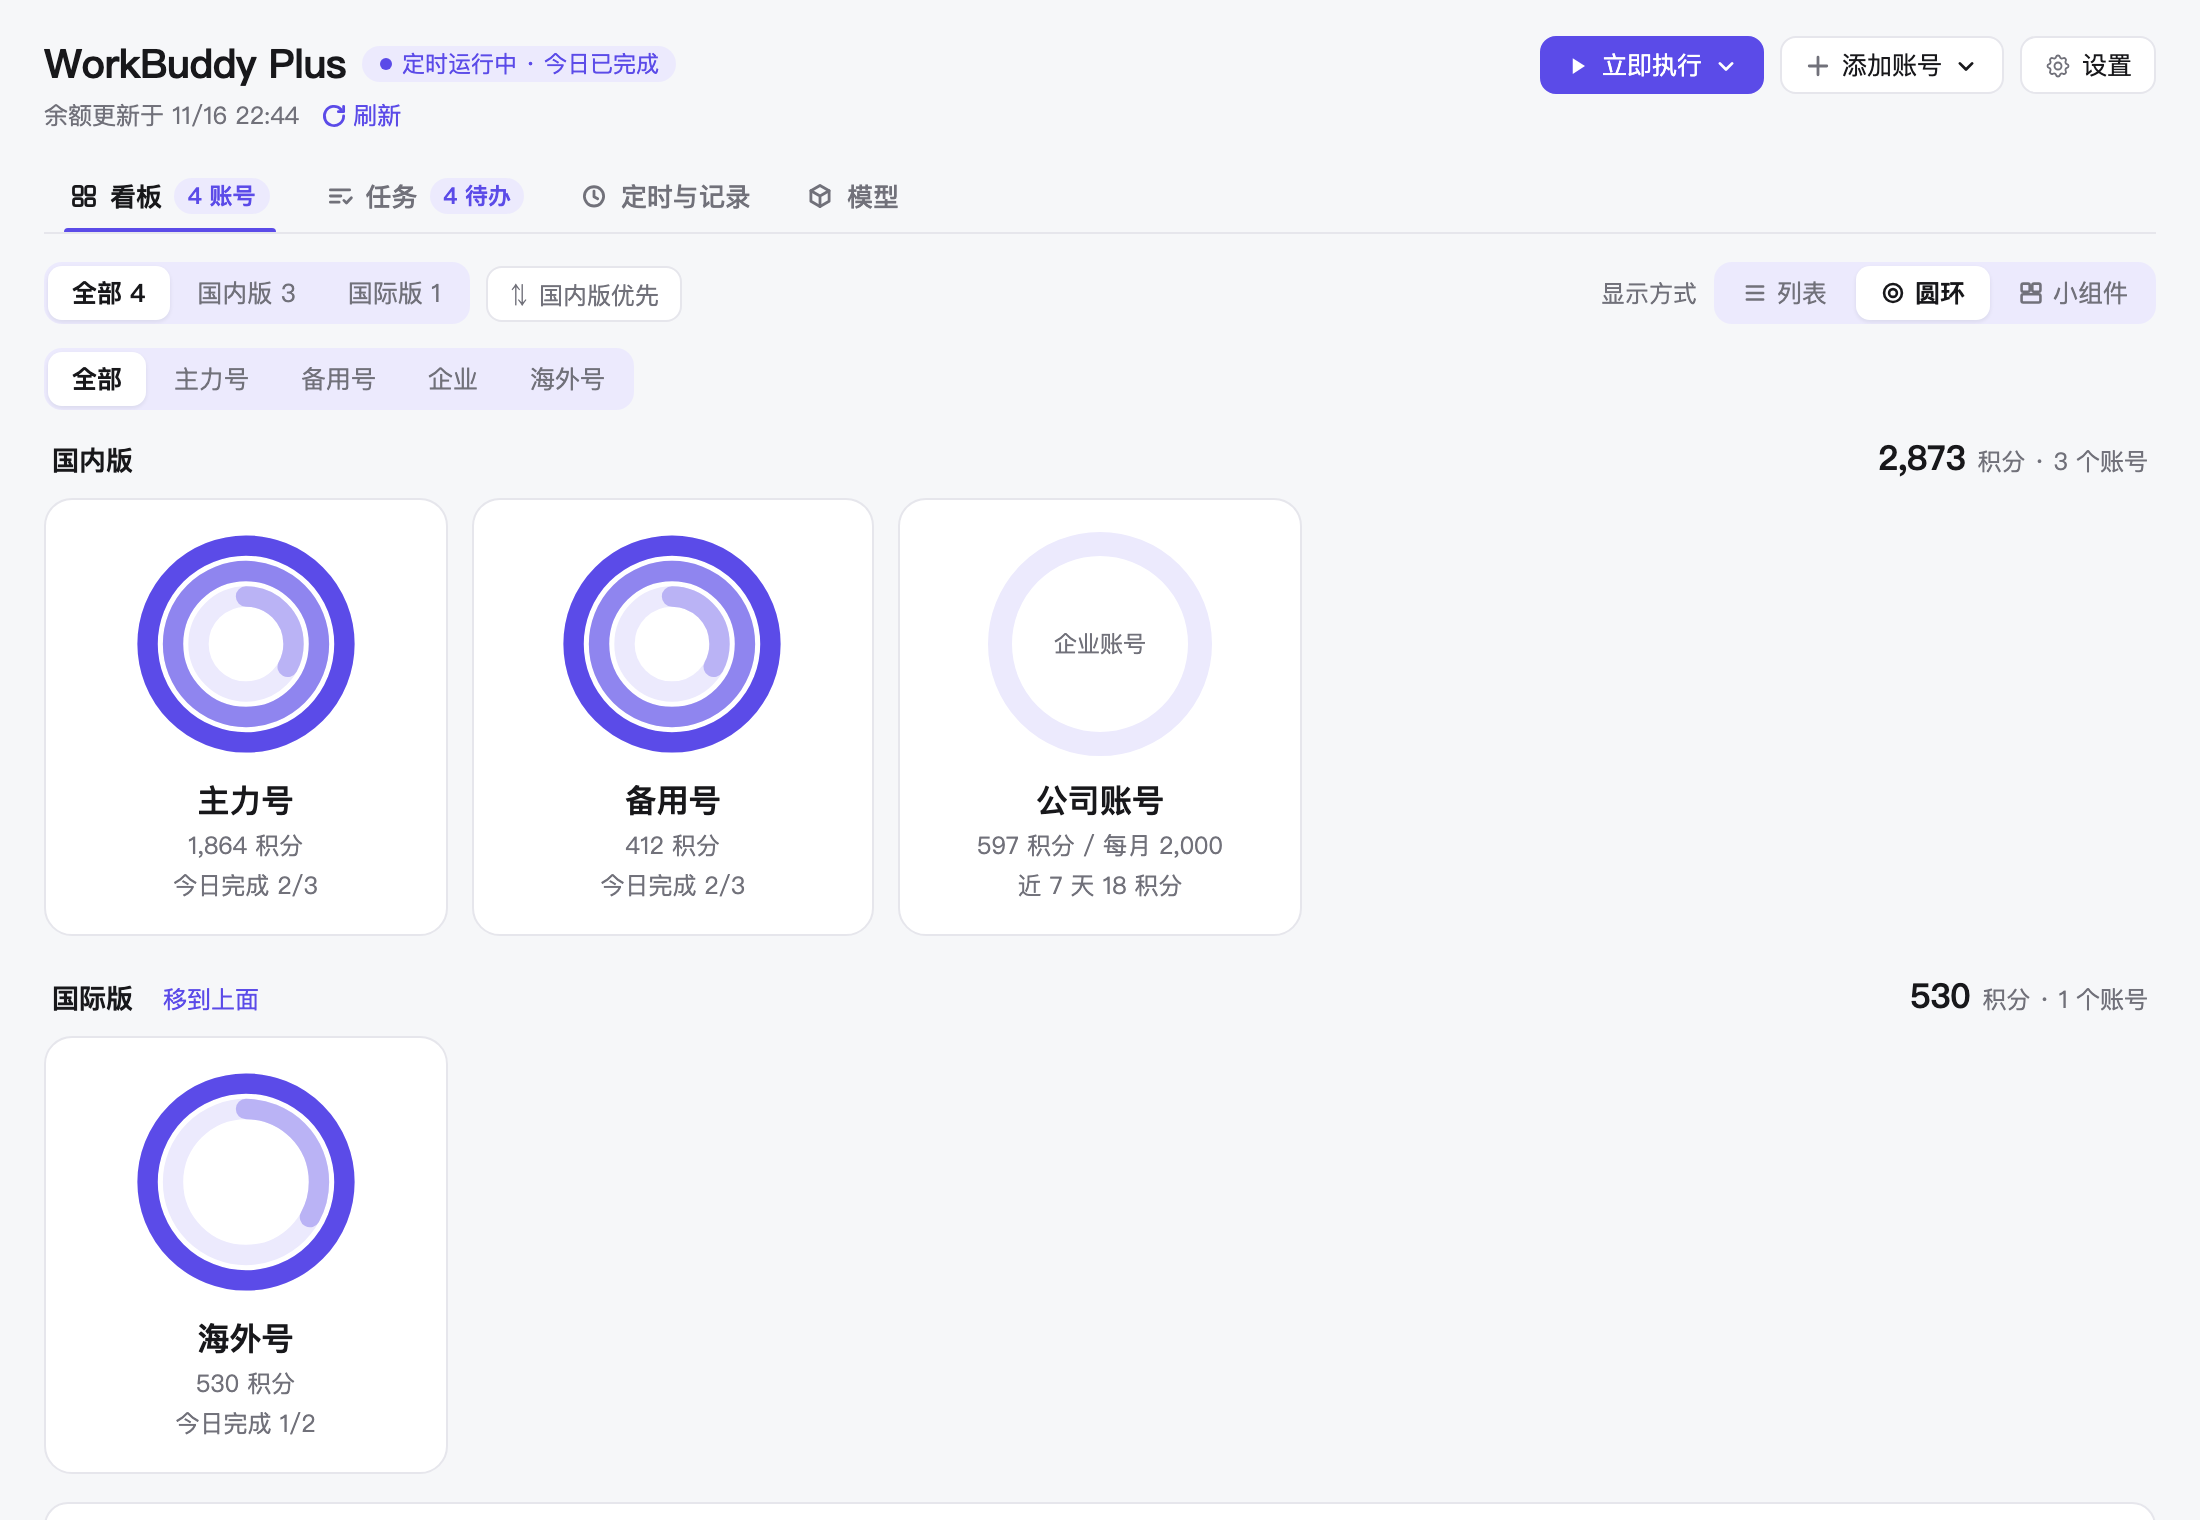 WorkBuddy Plus
定时运行中 · 今日已完成
立即执行
添加账号
设置
余额更新于 11/16 22:44
刷新
看板
4 账号
任务
4 待办
定时与记录
模型
全部 4
国内版 3
国际版 1
国内版优先
显示方式
列表
圆环
小组件
全部
主力号
备用号
企业
海外号
国内版
2,873 积分 · 3 个账号
主力号
1,864 积分
今日完成 2/3
备用号
412 积分
今日完成 2/3
企业账号
公司账号
597 积分 / 每月 2,000
近 7 天 18 积分
国际版
移到上面
530 积分 · 1 个账号
海外号
530 积分
今日完成 1/2